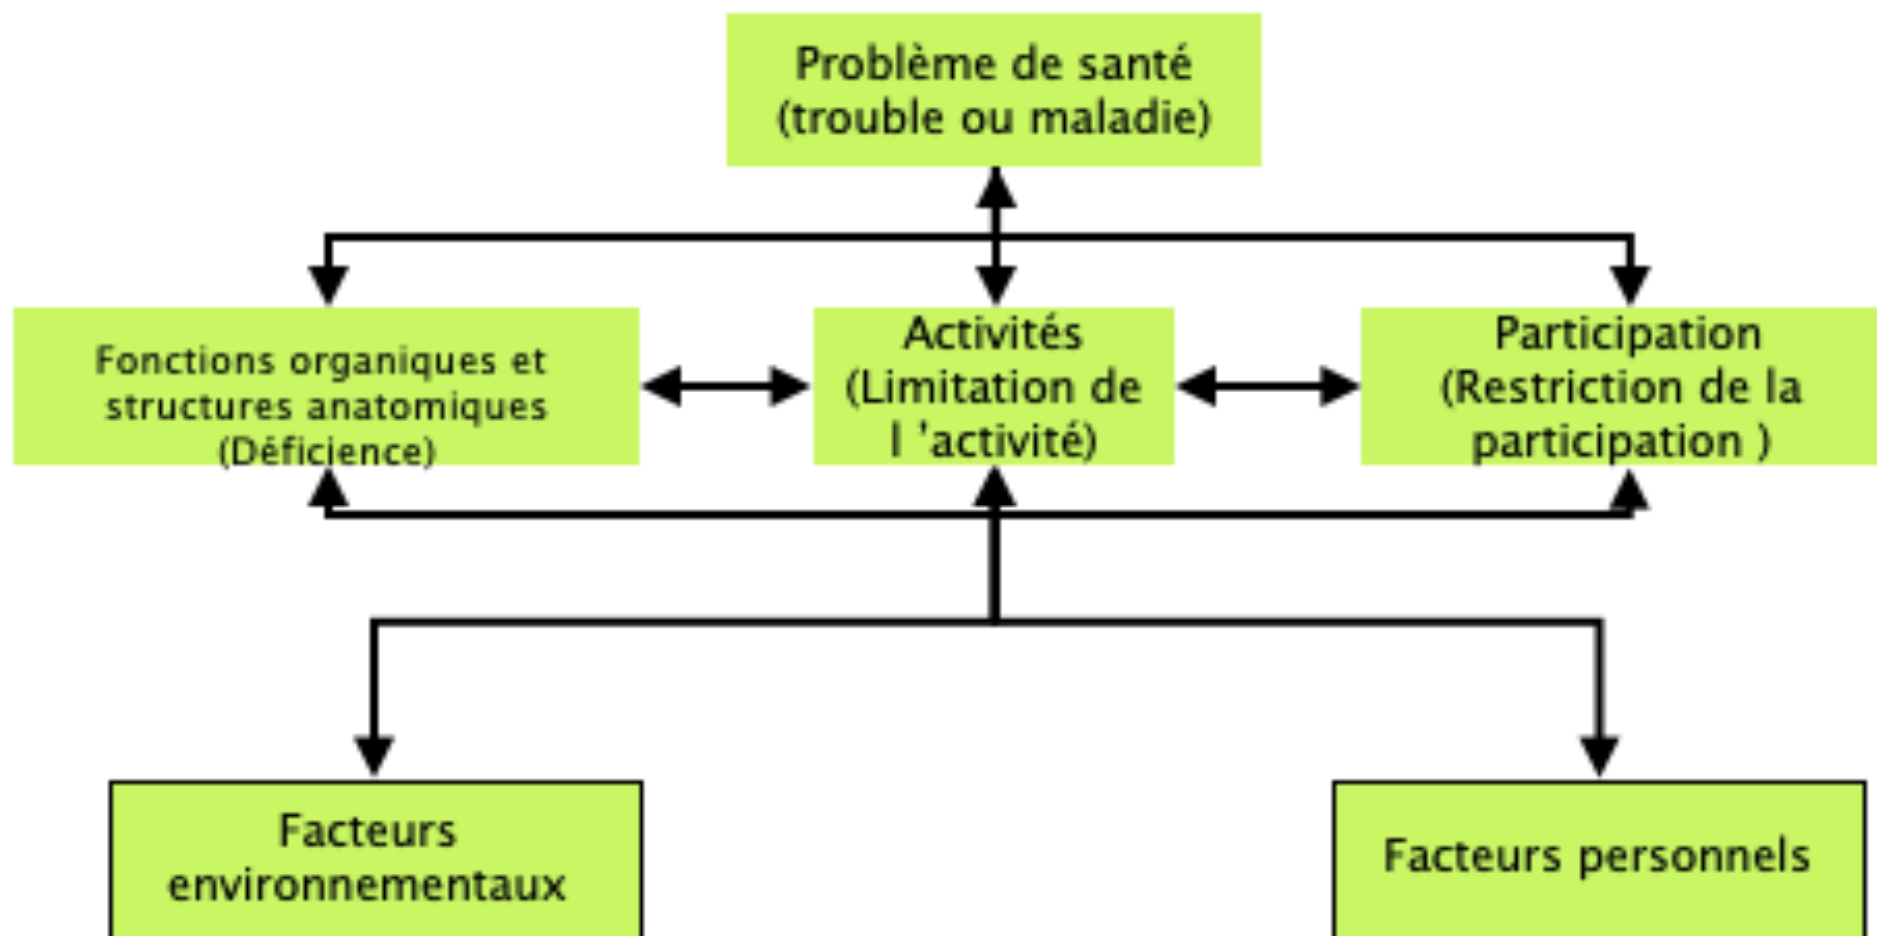 Problème de santé
(trouble ou maladie)
Fonctions organiques et
structures anatomiques
(Déficience)
Activités
(Limitation de
l 'activité)
Participation
(Restriction de la
participation )
Facteurs
environnementaux
Facteurs personnels